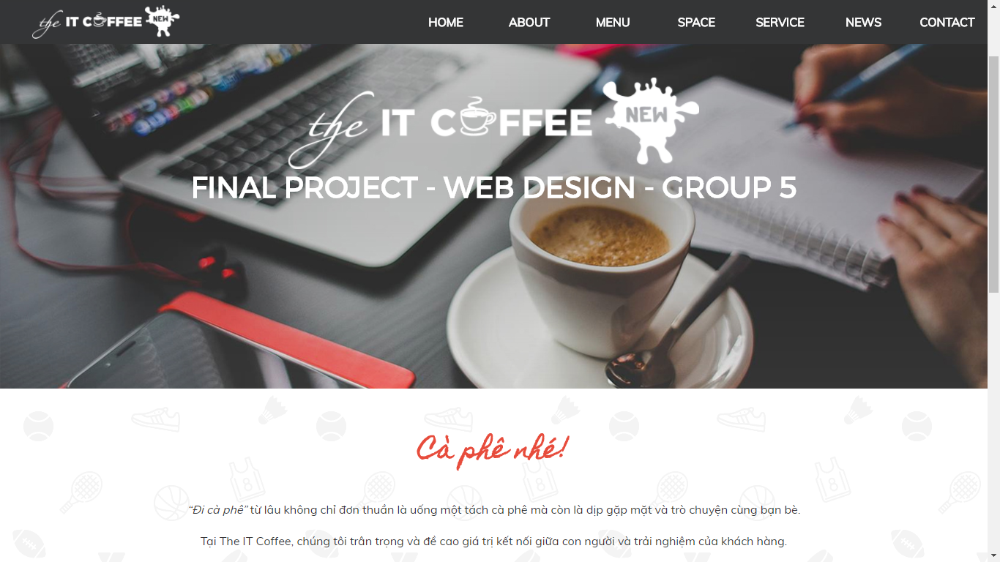 the IT COFFEE NEW
HOME ABOUT MENU SPACE SERVICE NEWS CONTACT
the IT COFFEE NEW
FINAL PROJECT - WEB DESIGN - GROUP 5
Cà phê nhé!
“Đi cà phê” từ lâu không chỉ đơn thuần là uống một tách cà phê mà còn là dịp gặp mặt và trò chuyện cùng bạn bè.
Tại The IT Coffee, chúng tôi trân trọng và đề cao giá trị kết nối giữa con người và trải nghiệm của khách hàng.